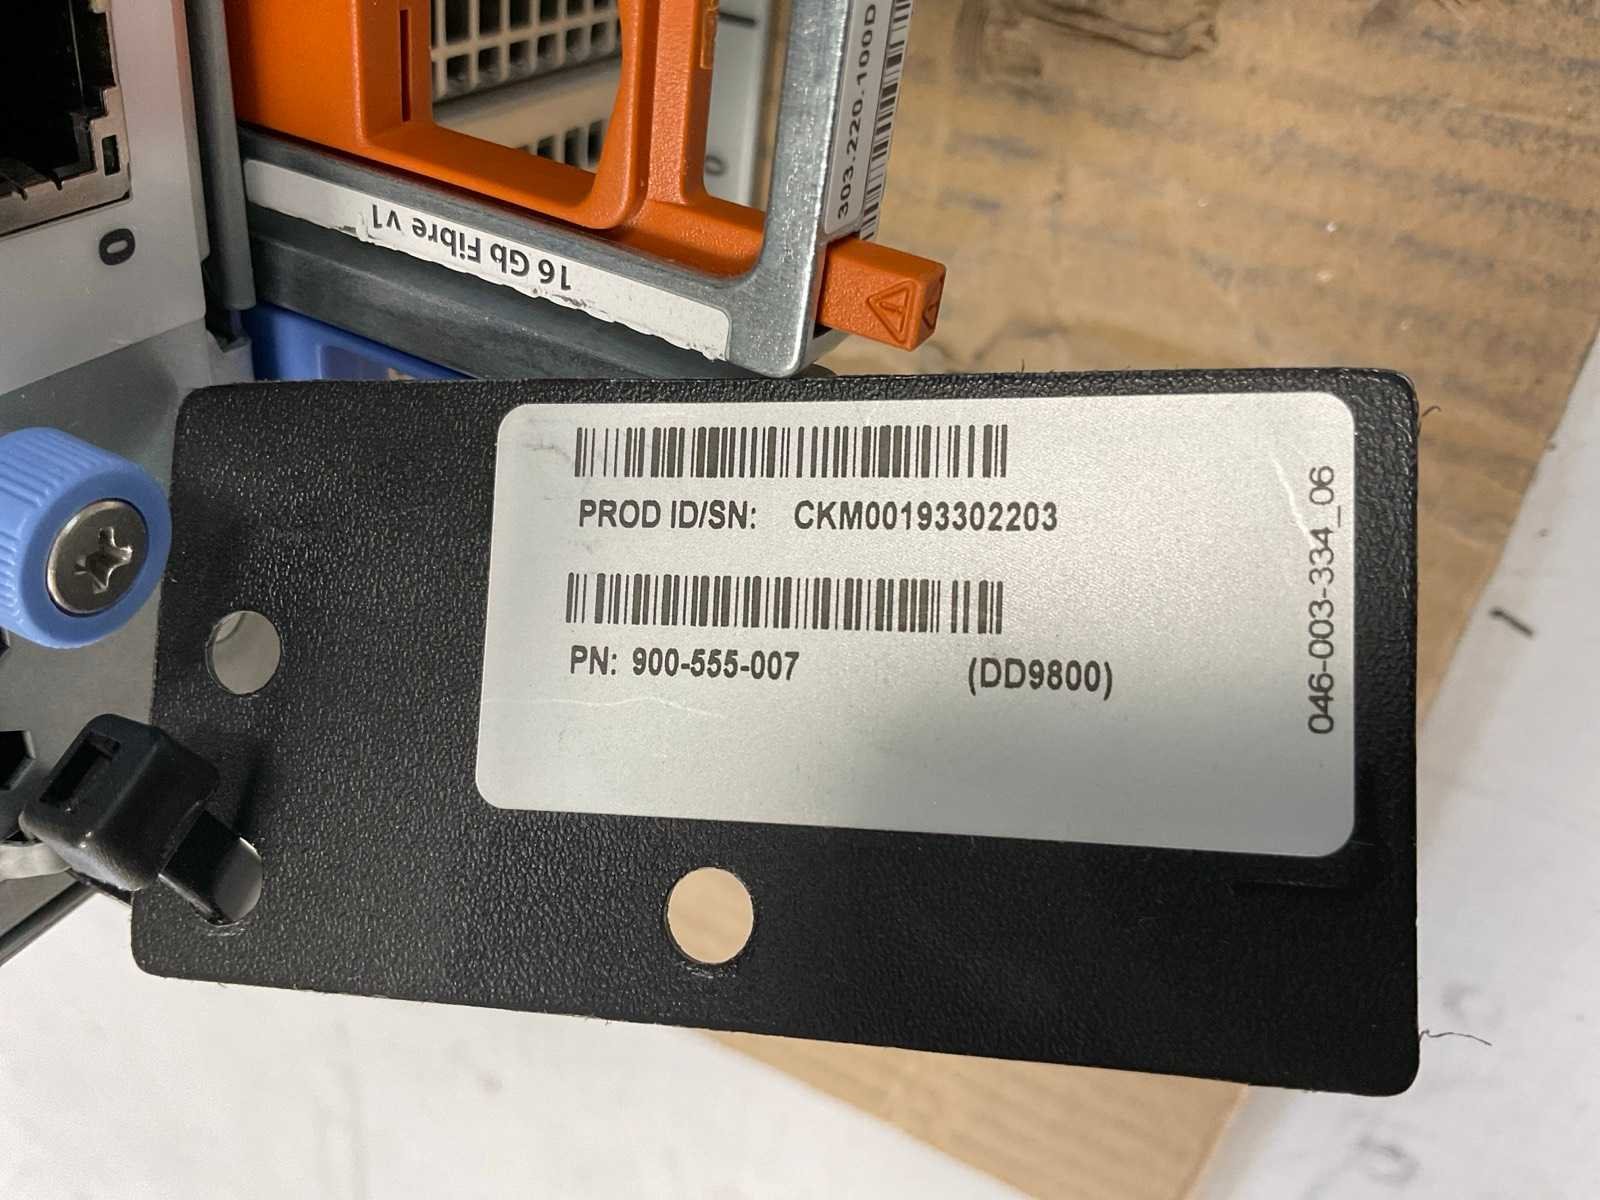 303.220.100D
16 Gb Fibre v1
0
PROD ID/SN: CKM00193302203
PN: 900-555-007 (DD9800)
046-003-334_06